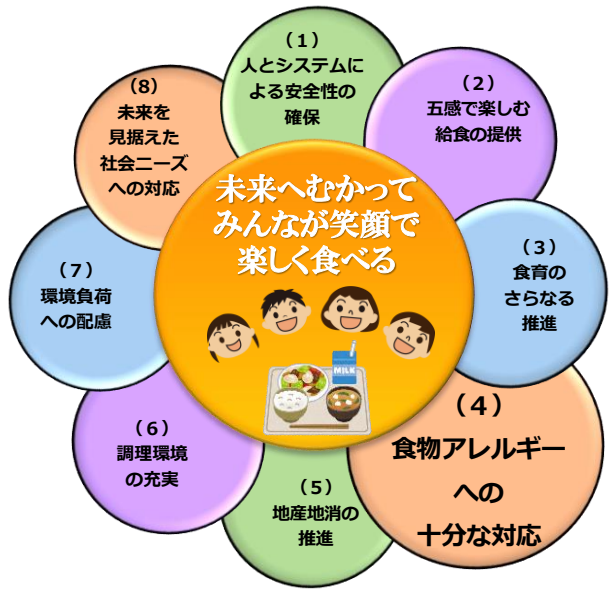 未来へむかって
みんなが笑顔で
楽しく食べる
MILK
（１）
人とシステムに
よる安全性の
確保
（２）
五感で楽しむ
給食の提供
（３）
食育の
さらなる
推進
（４）
食物アレルギー
への
十分な対応
（５）
地産地消の
推進
（６）
調理環境
の充実
（７）
環境負荷
への配慮
（8）
未来を
見据えた
社会ニーズ
への対応